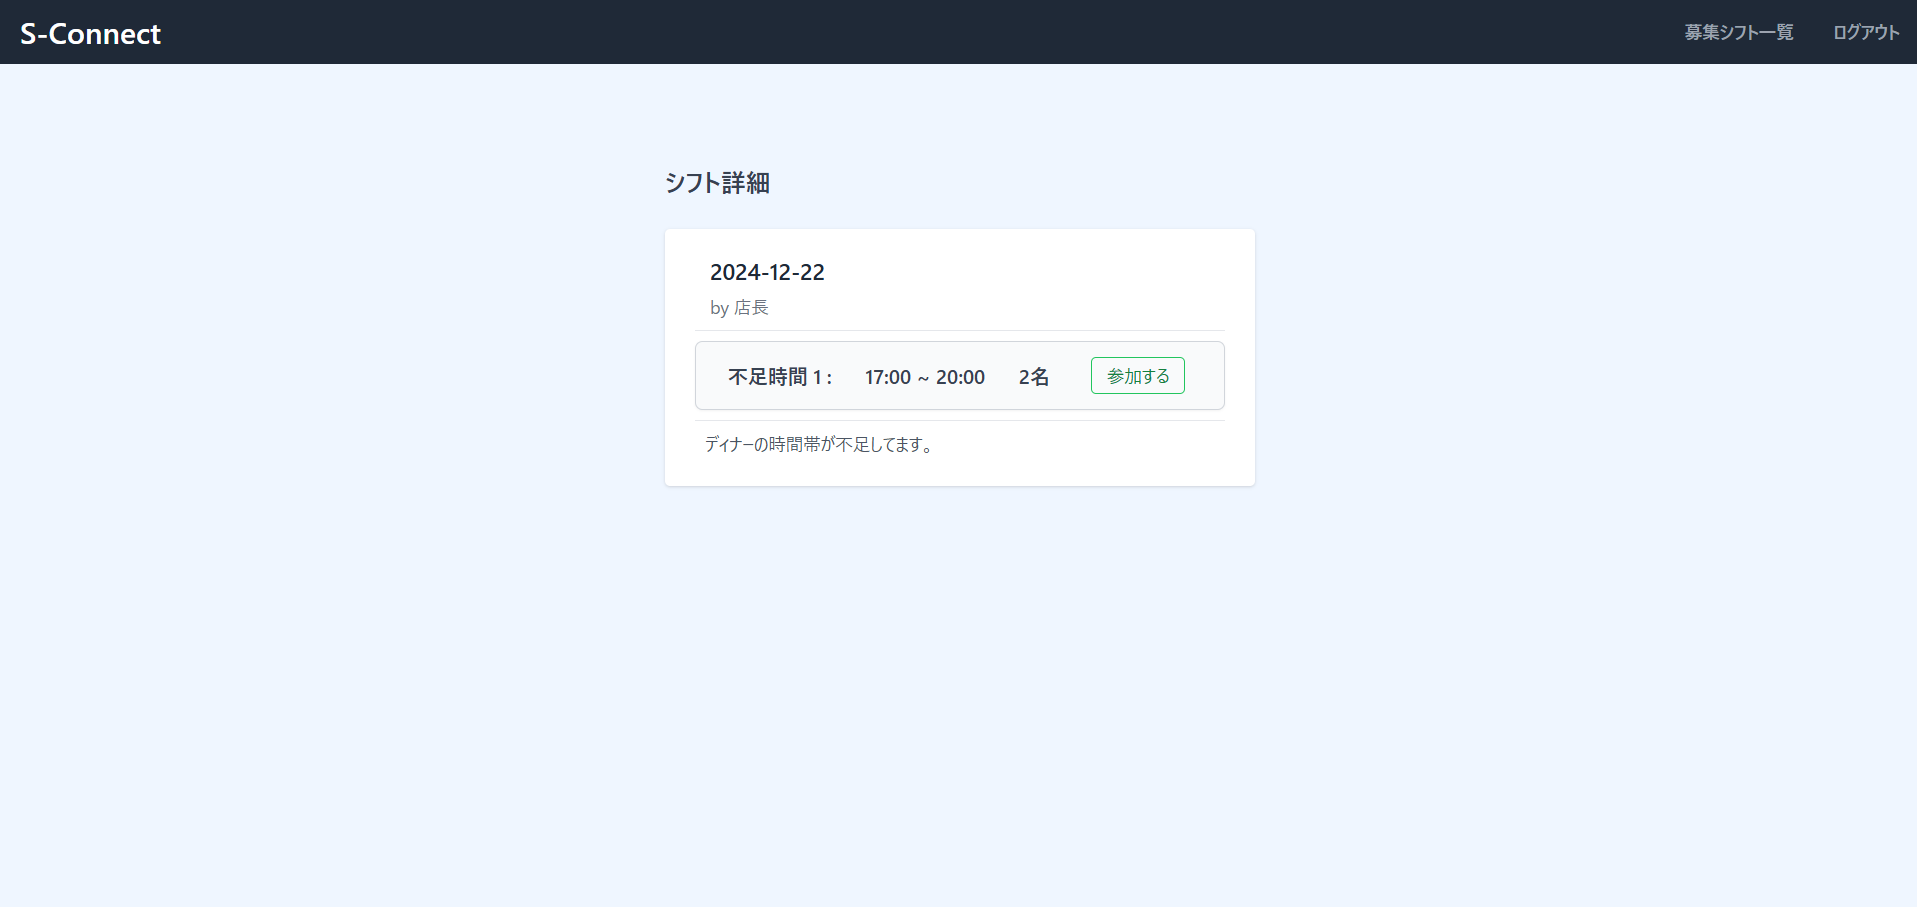 S-Connect 募集シフト一覧 ログアウト
シフト詳細
2024-12-22
by 店長
不足時間 1 : 17:00 ~ 20:00 2名 参加する
ディナーの時間帯が不足してます。